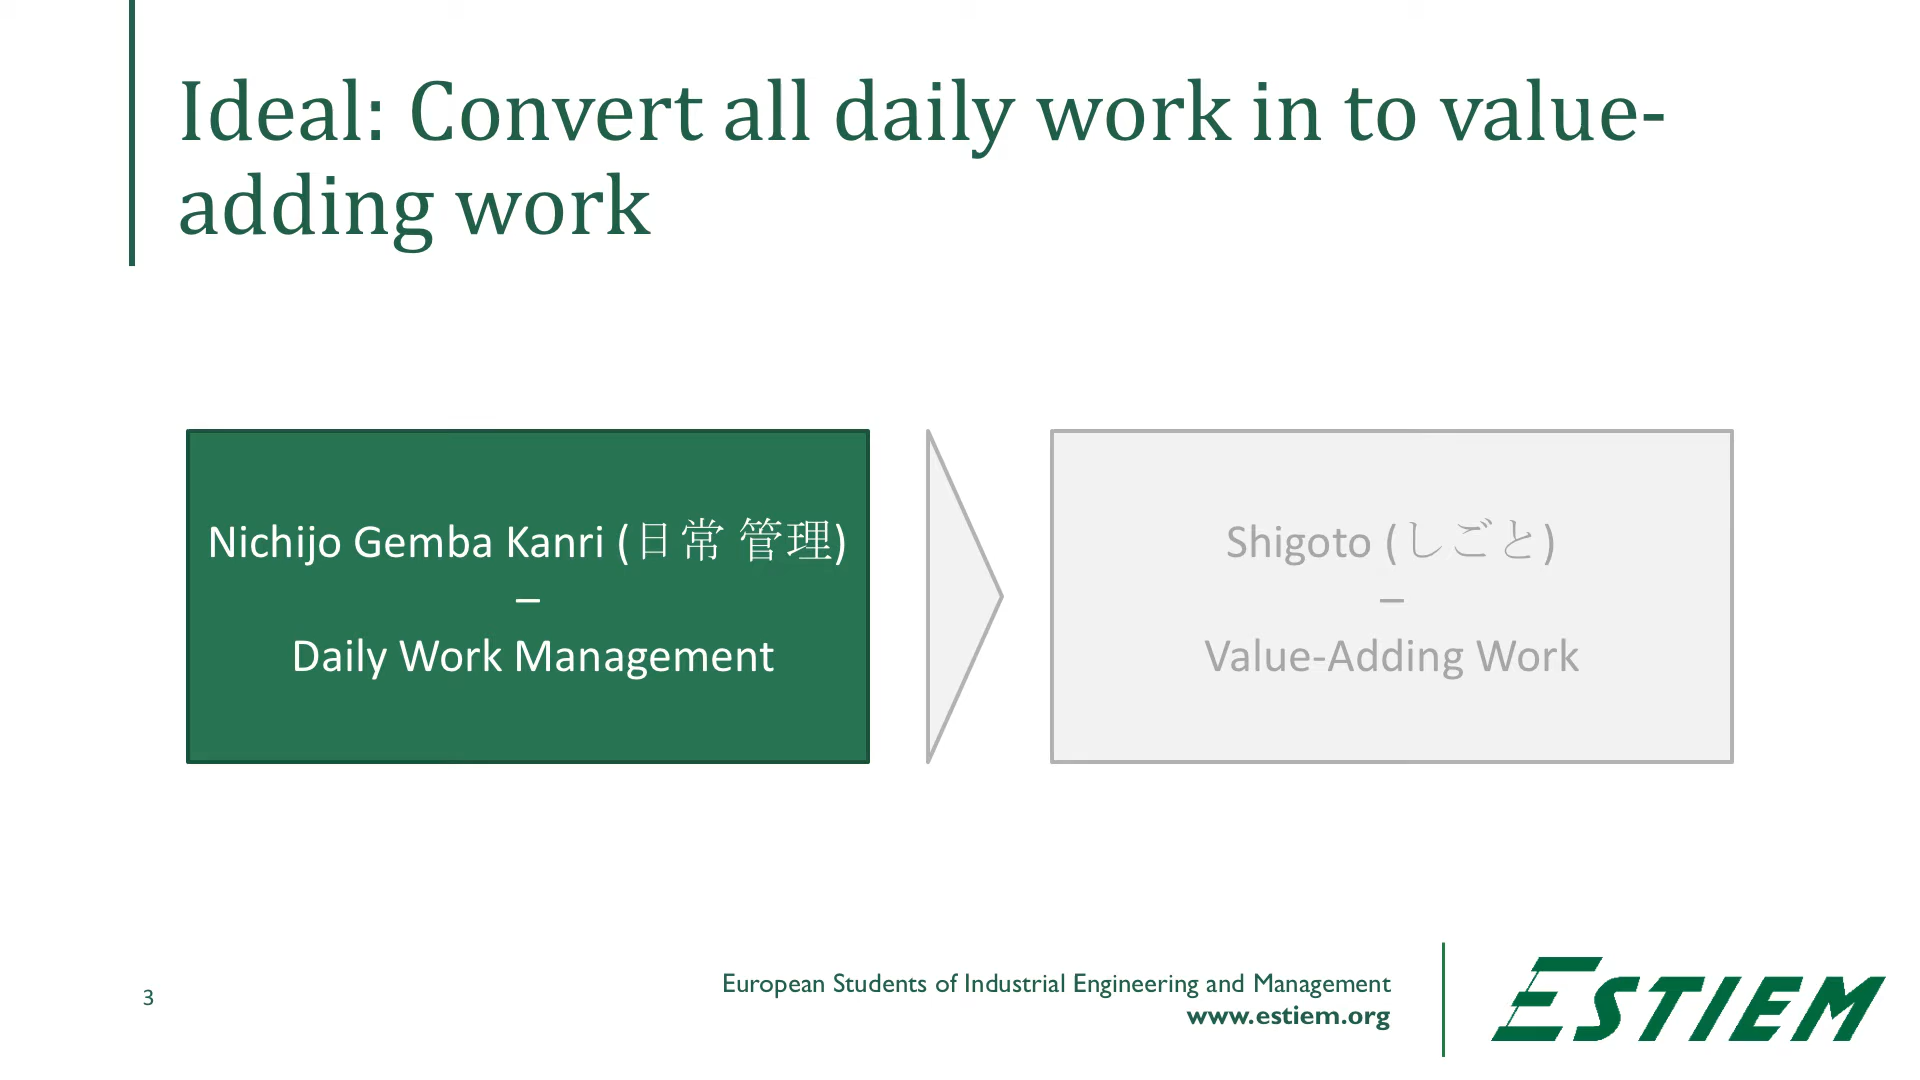 Ideal: Convert all daily work in to value-
adding work
Nichijo Gemba Kanri (日常 管理)
–
Daily Work Management
Shigoto (しごと)
–
Value-Adding Work
3
European Students of Industrial Engineering and Management
www.estiem.org
ESTIEM